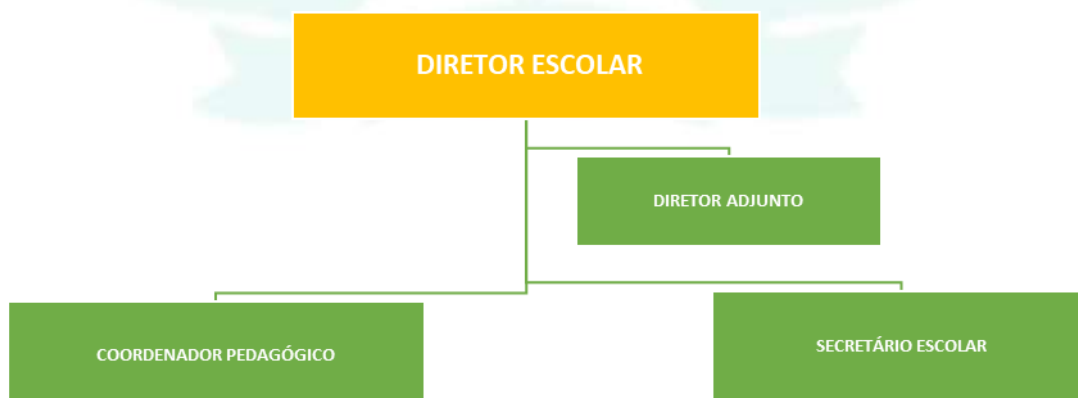 DIRETOR ESCOLAR
DIRETOR ADJUNTO
COORDENADOR PEDAGÓGICO
SECRETÁRIO ESCOLAR